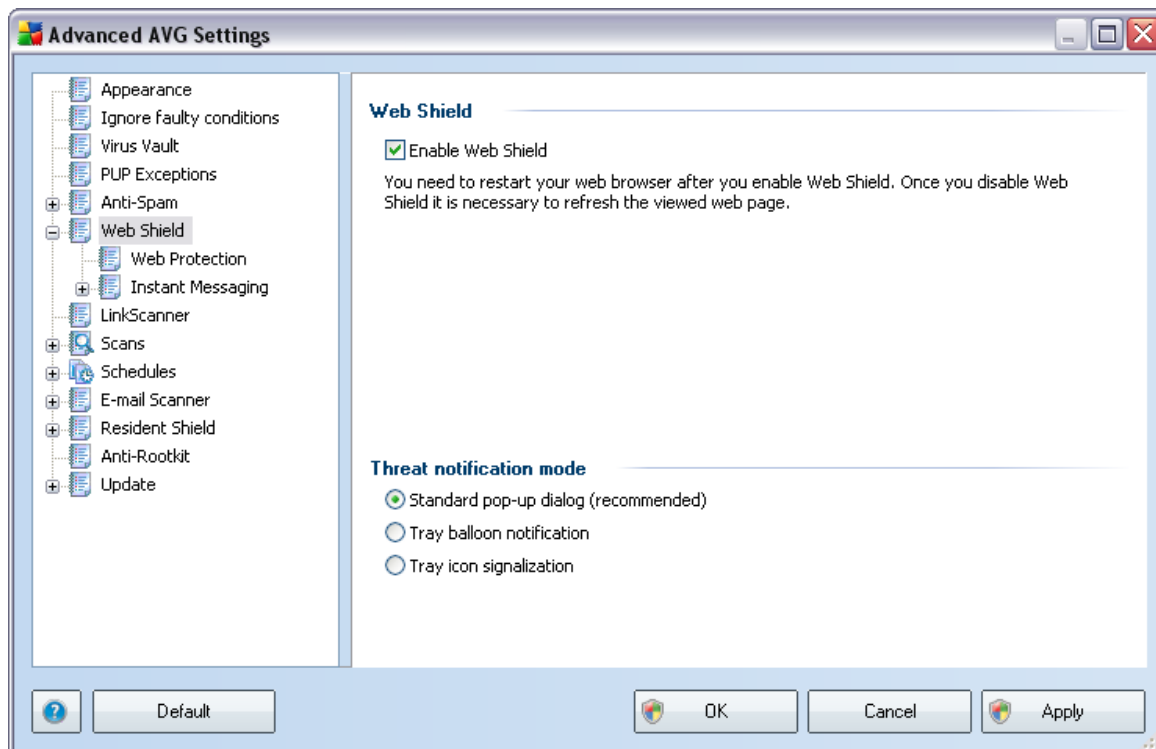 Advanced AVG Settings
Appearance
Ignore faulty conditions
Virus Vault
PUP Exceptions
Anti-Spam
Web Shield
Web Protection
Instant Messaging
LinkScanner
Scans
Schedules
E-mail Scanner
Resident Shield
Anti-Rootkit
Update
Web Shield
Enable Web Shield
You need to restart your web browser after you enable Web Shield. Once you disable Web
Shield it is necessary to refresh the viewed web page.
Threat notification mode
Standard pop-up dialog (recommended)
Tray balloon notification
Tray icon signalization
Default
OK
Cancel
Apply